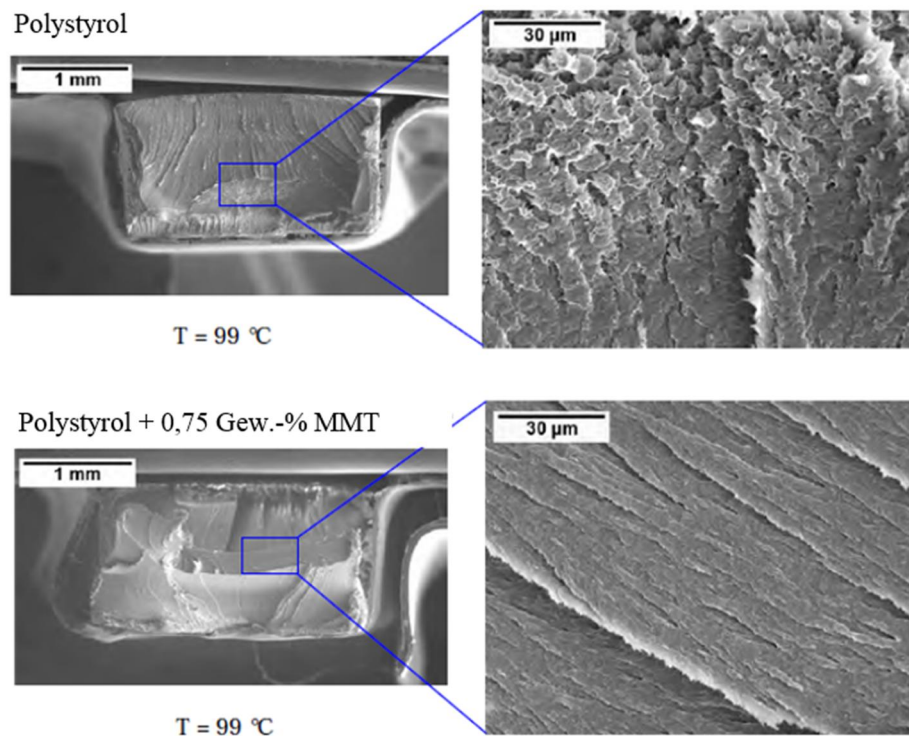 Polystyrol
1 mm
30 µm
T = 99 ℃
Polystyrol + 0,75 Gew.-% MMT
1 mm
30 µm
T = 99 ℃